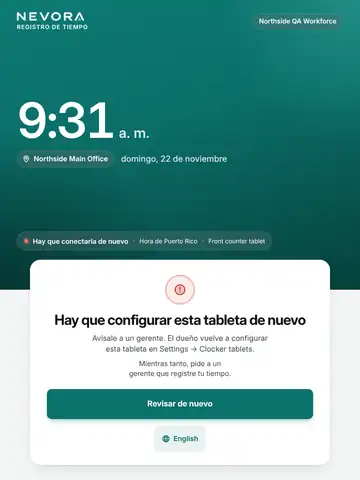 NEVORA
REGISTRO DE TIEMPO
Northside QA Workforce
9:31 a. m.
Northside Main Office
domingo, 22 de noviembre
Hay que conectarla de nuevo · Hora de Puerto Rico · Front counter tablet
Hay que configurar esta tableta de nuevo
Avísale a un gerente. El dueño vuelve a configurar
esta tableta en Settings → Clocker tablets.
Mientras tanto, pide a un
gerente que registre tu tiempo.
Revisar de nuevo
English